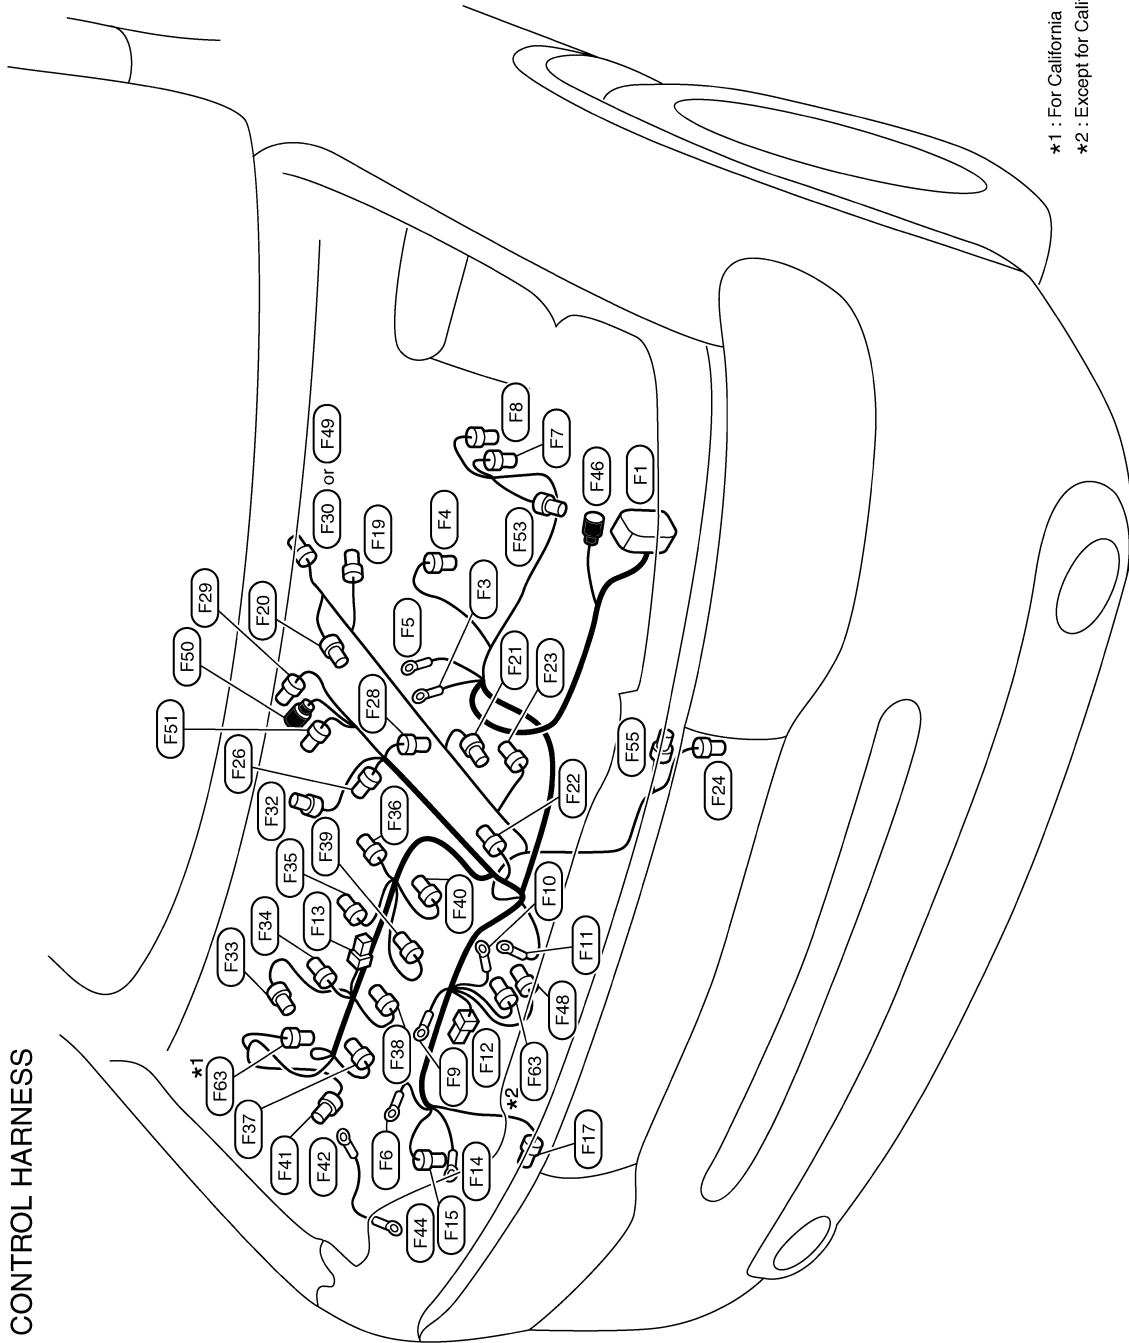 CONTROL HARNESS
F33
F34
F13
F35
F39
F32
F26
F51
F50
F29
F20
F30 or F49
F19
F28
F36
F4
F8
F7
F5
F3
F53
F46
F1
F21
F23
F22
F55
F24
F40
F10
F11
F48
*1
F63
F37
F41
F42
F38
F9
F12
F63
*2
F6
F44
F15
F14
F17
*1 : For California
*2 : Except for Cali